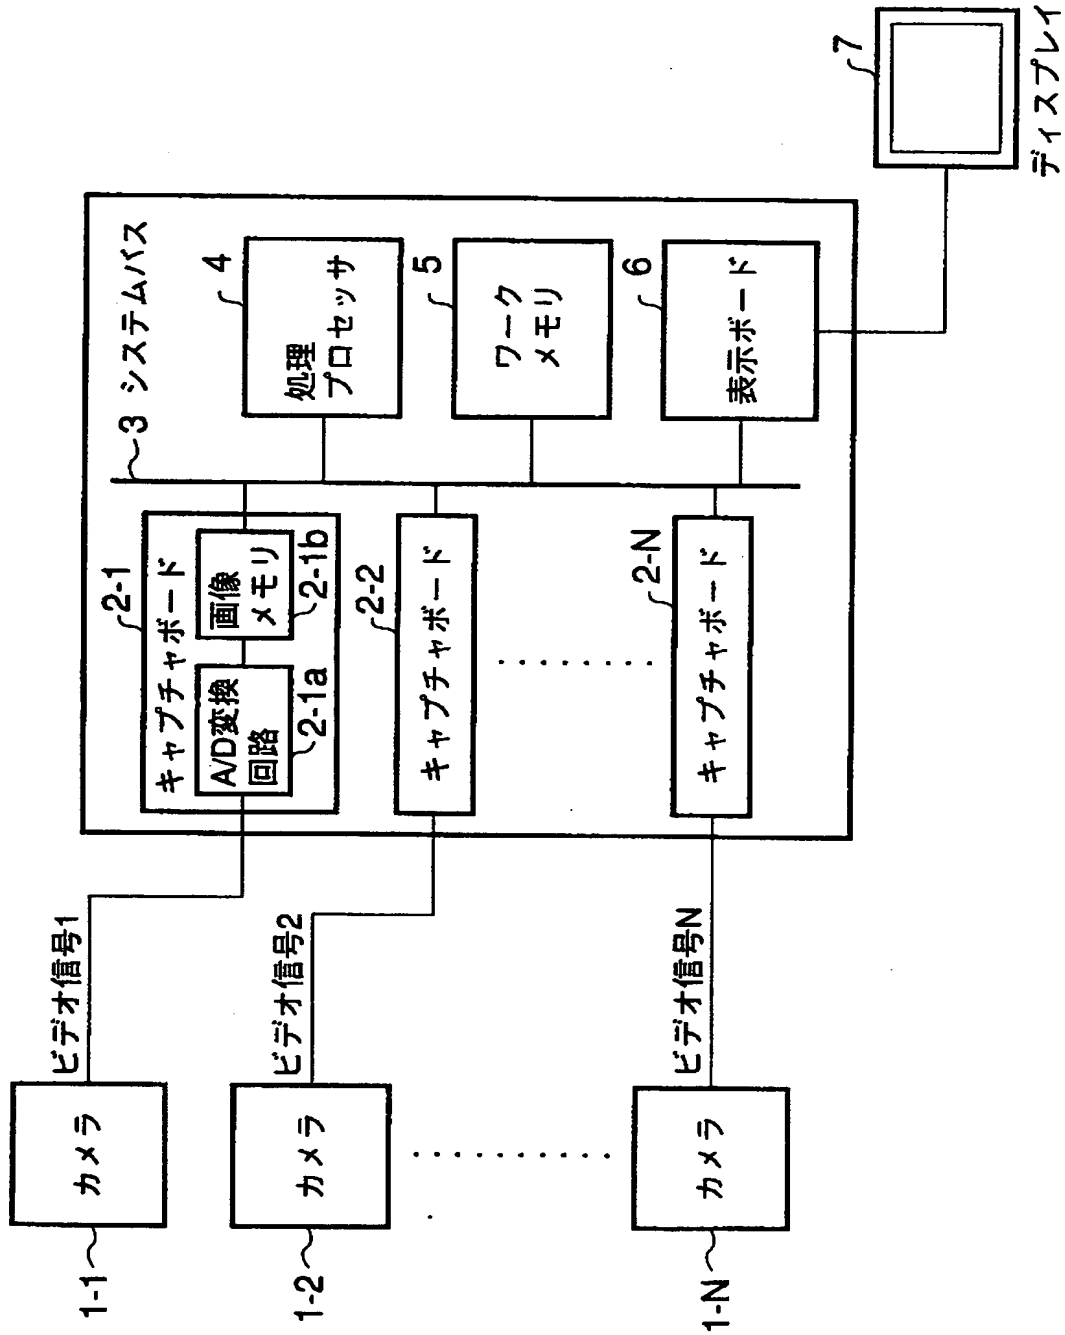 1-1
カメラ
ビデオ信号1
1-2
カメラ
ビデオ信号2
1-N
カメラ
ビデオ信号N
2-1
キャプチャボード
A/D変換
回路
2-1a
画像
メモリ
2-1b
2-2
キャプチャボード
2-N
キャプチャボード
3 システムバス
4
処理
プロセッサ
5
ワーク
メモリ
6
表示ボード
7
ディスプレイ